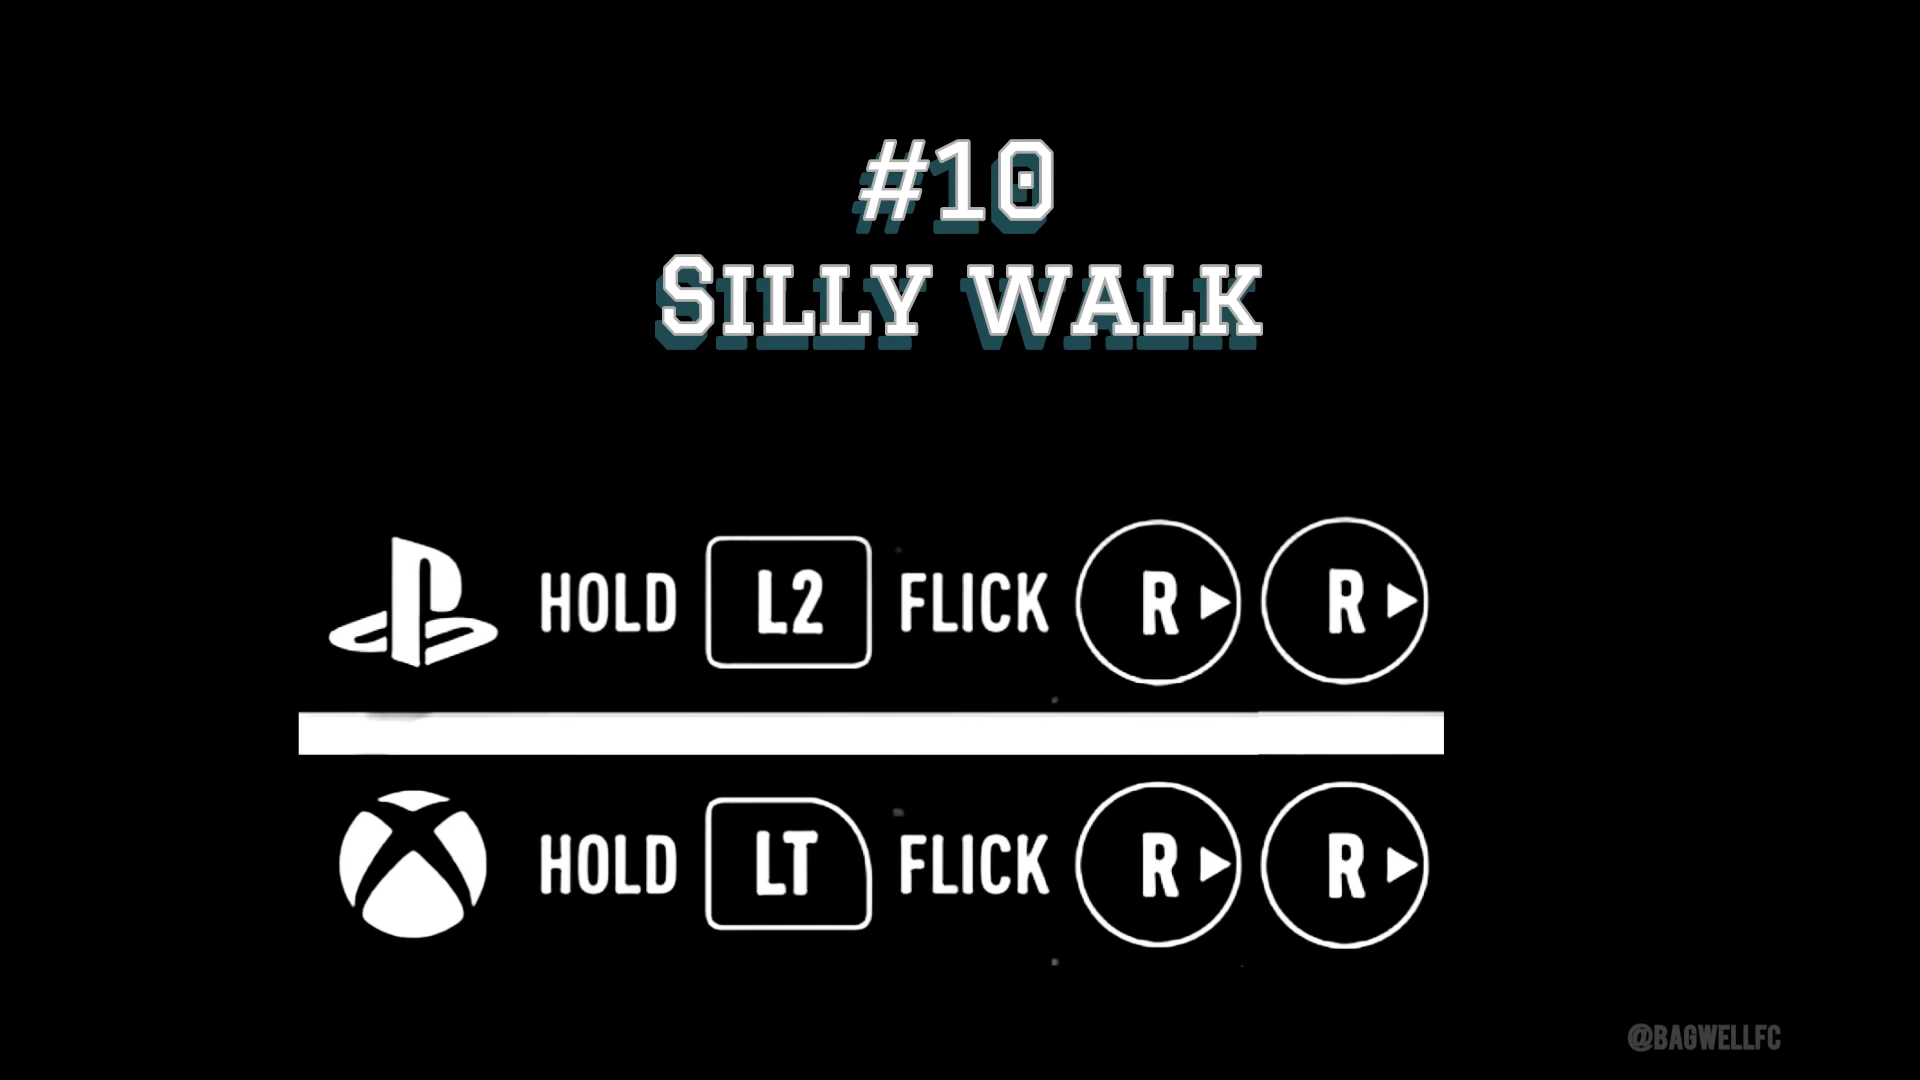 #10
SILLY WALK
HOLD L2 FLICK R R
HOLD LT FLICK R R
@BAGWELLFC